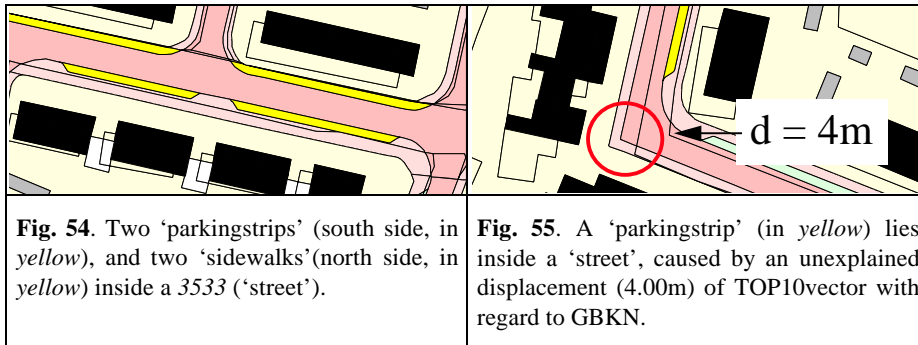 d = 4m
Fig. 54. Two ‘parkingstrips’ (south side, in
yellow), and two ‘sidewalks’(north side, in
yellow) inside a 3533 (‘street’).
Fig. 55. A ‘parkingstrip’ (in yellow) lies
inside a ‘street’, caused by an unexplained
displacement (4.00m) of TOP10vector with
regard to GBKN.